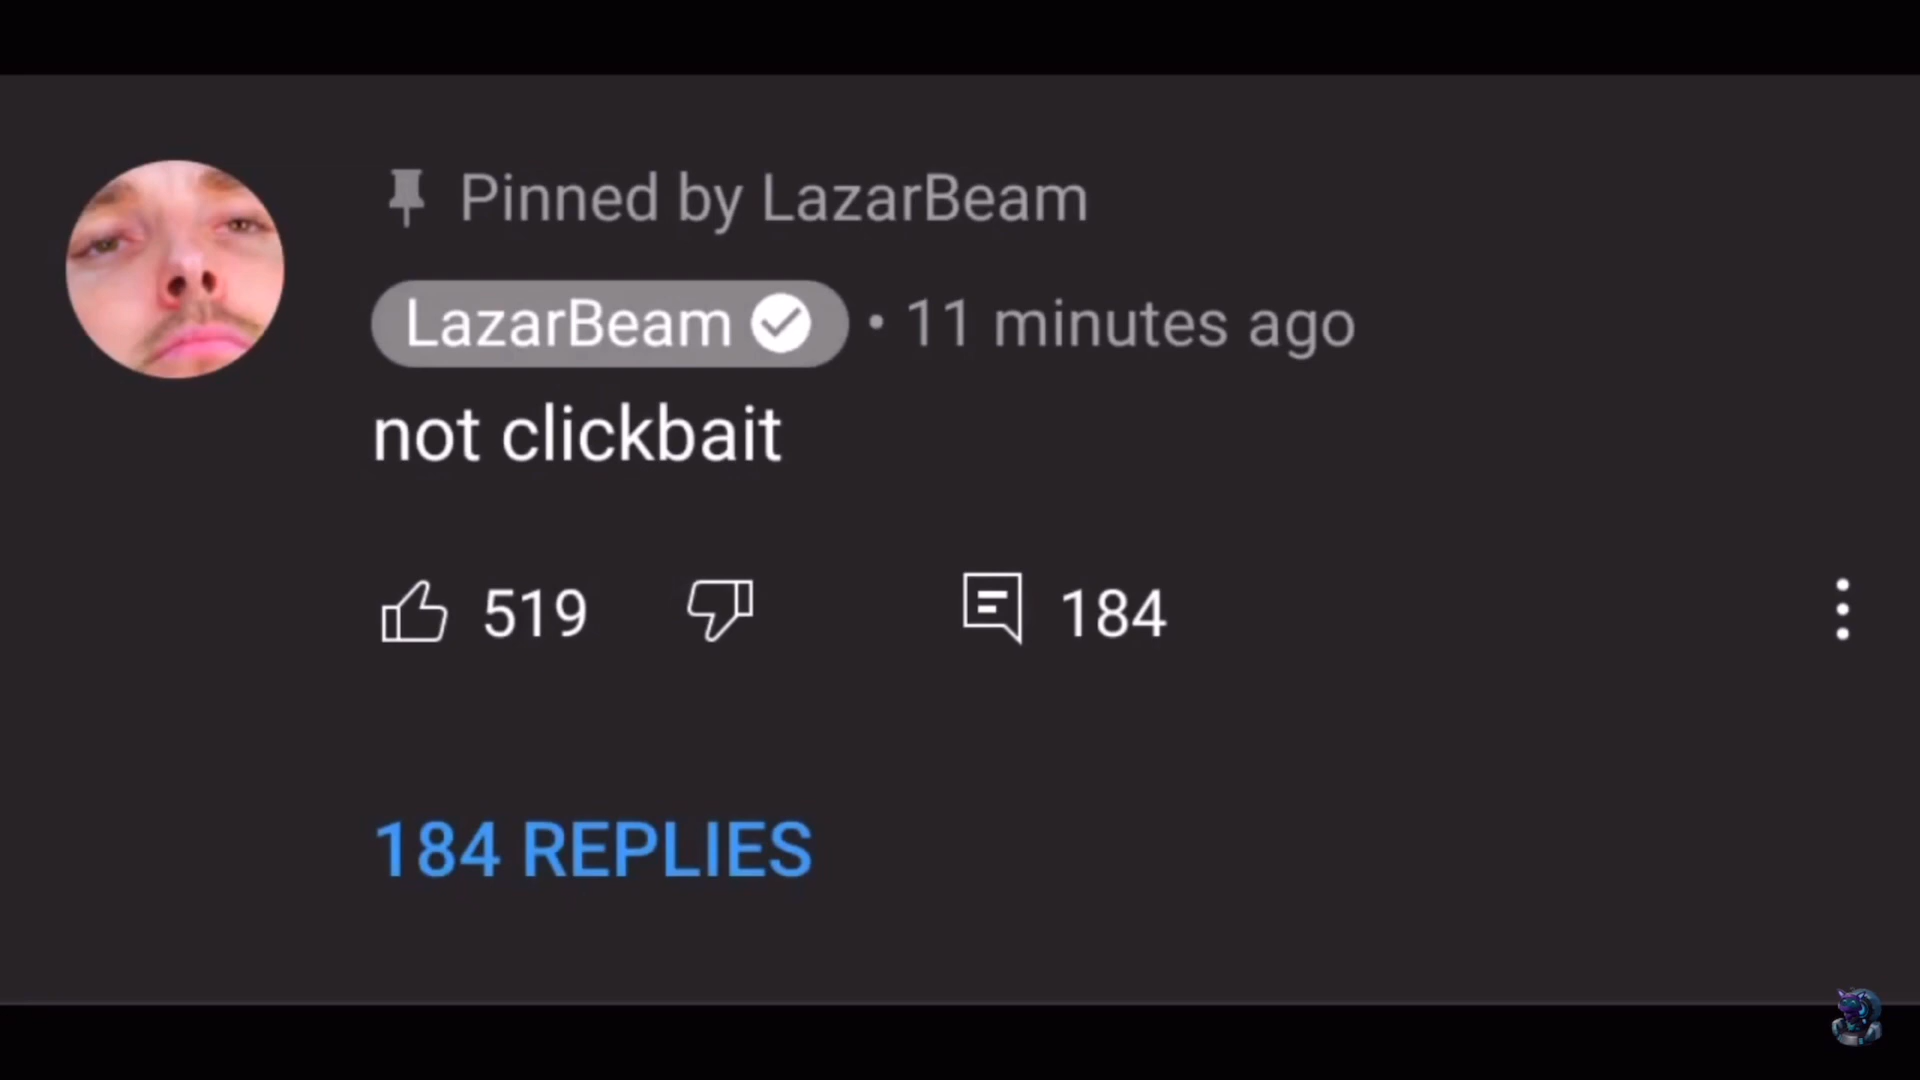 Pinned by LazarBeam
LazarBeam • 11 minutes ago
not clickbait
519 184
184 REPLIES